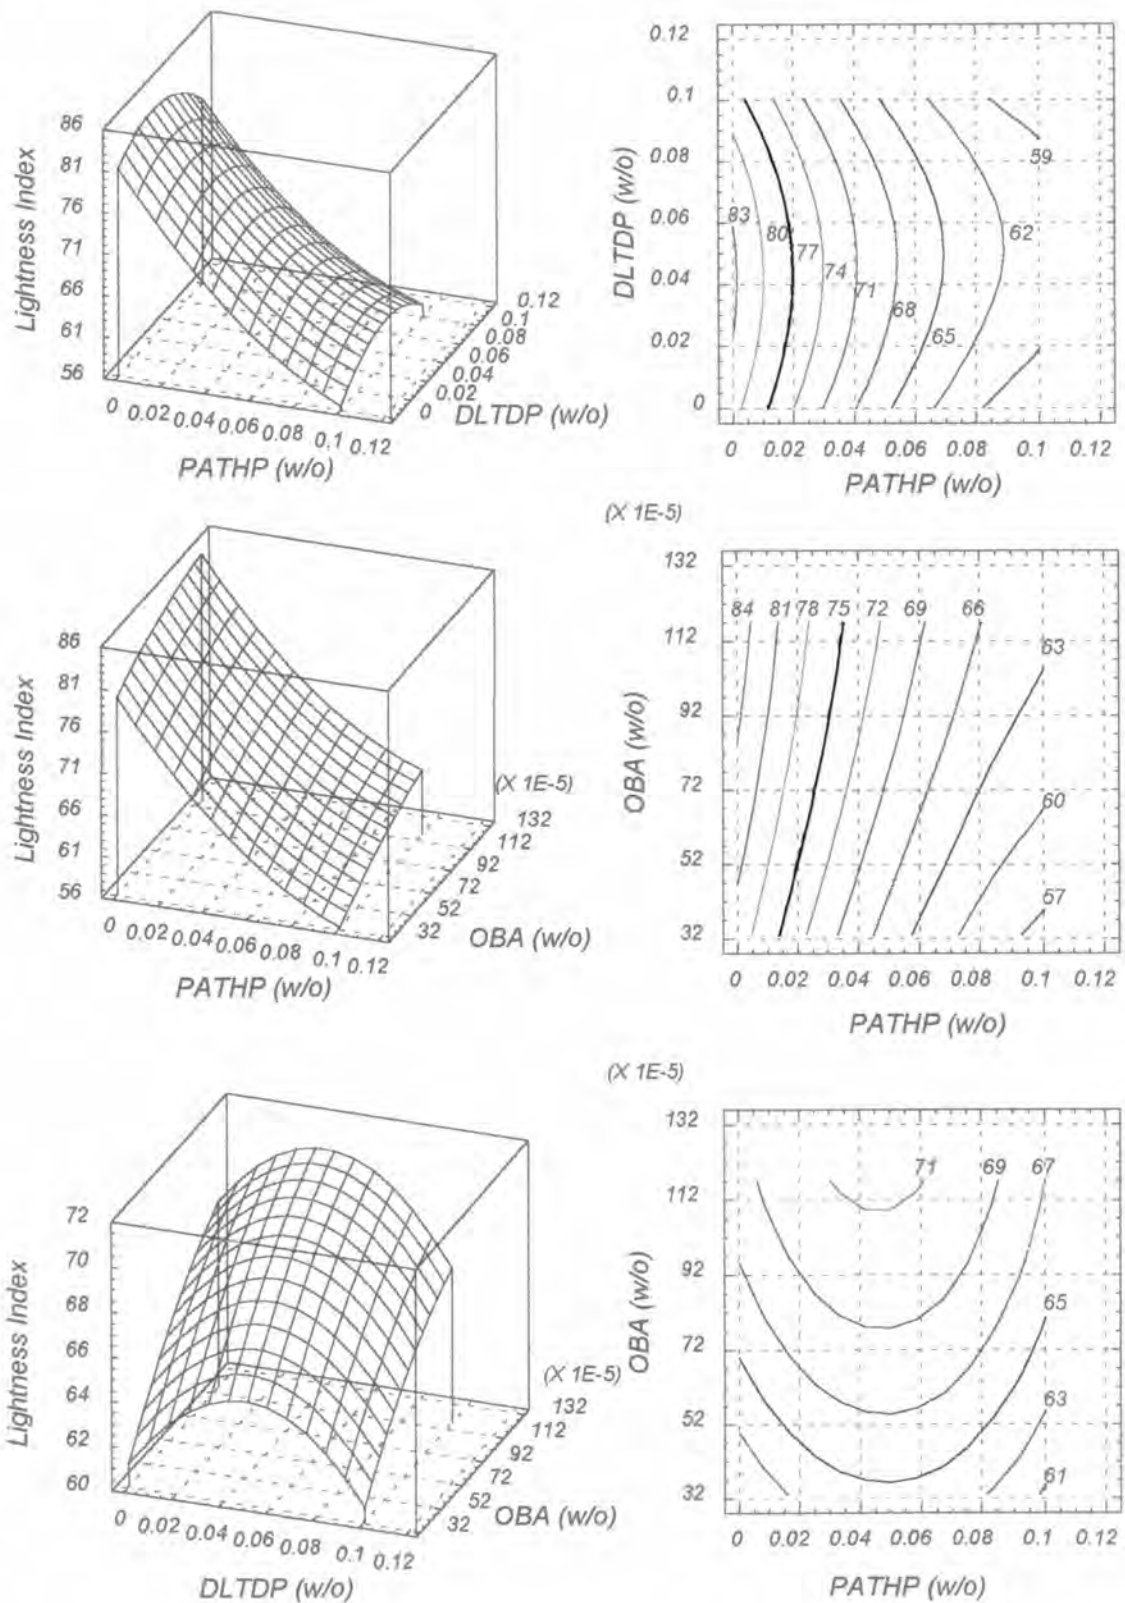 86
81
76
71
66
61
56
Lightness Index
0 0.02 0.04 0.06 0.08 0.1 0.12
PATHP (w/o)
0 0.02 0.04 0.06 0.08 0.1 0.12
DLTDP (w/o)
0.12
0.1
0.08
0.06
0.04
0.02
0
DLTDP (w/o)
83 80 77 74 71 68 65 62 59
0 0.02 0.04 0.06 0.08 0.1 0.12
PATHP (w/o)
86
81
76
71
66
61
56
Lightness Index
0 0.02 0.04 0.06 0.08 0.1 0.12
PATHP (w/o)
(X 1E-5)
32 52 72 92 112 132
OBA (w/o)
(X 1E-5)
132
112
92
72
52
32
OBA (w/o)
84 81 78 75 72 69 66 63
60
57
0 0.02 0.04 0.06 0.08 0.1 0.12
PATHP (w/o)
72
70
68
66
64
62
60
Lightness Index
0 0.02 0.04 0.06 0.08 0.1 0.12
DLTDP (w/o)
(X 1E-5)
32 52 72 92 112 132
OBA (w/o)
(X 1E-5)
132
112
92
72
52
32
OBA (w/o)
71 69 67
65
63
61
0 0.02 0.04 0.06 0.08 0.1 0.12
PATHP (w/o)